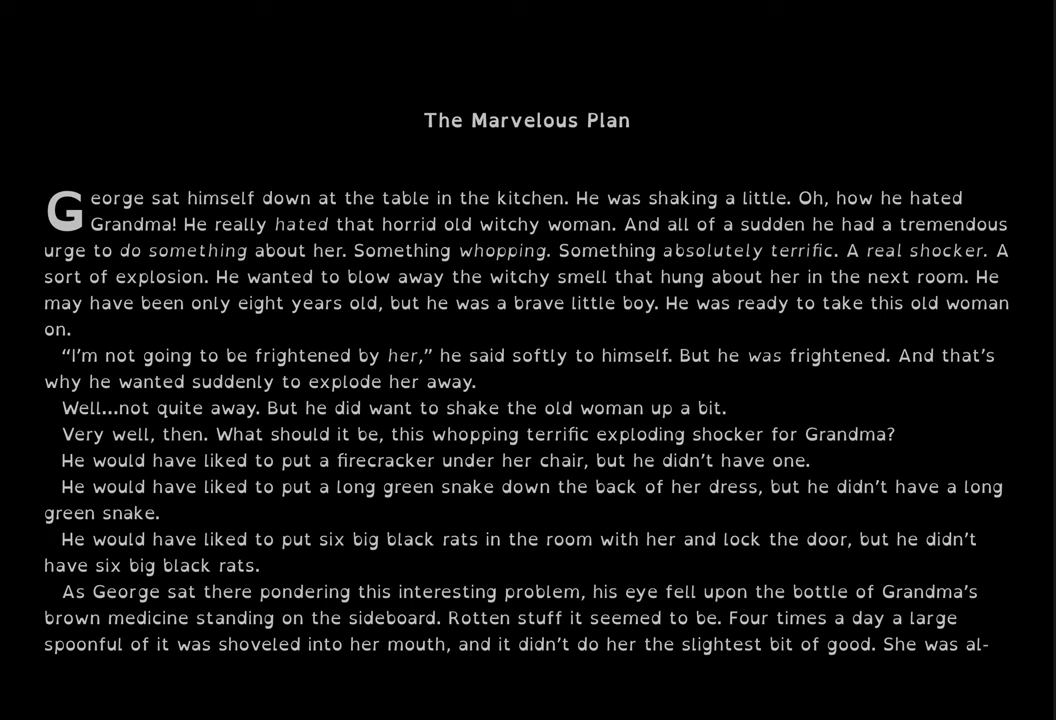 The Marvelous Plan
George sat himself down at the table in the kitchen. He was shaking a little. Oh, how he hated
Grandma! He really hated that horrid old witchy woman. And all of a sudden he had a tremendous
urge to do something about her. Something whopping. Something absolutely terrific. A real shocker. A
sort of explosion. He wanted to blow away the witchy smell that hung about her in the next room. He
may have been only eight years old, but he was a brave little boy. He was ready to take this old woman
on.
“I’m not going to be frightened by her,” he said softly to himself. But he was frightened. And that’s
why he wanted suddenly to explode her away.
Well...not quite away. But he did want to shake the old woman up a bit.
Very well, then. What should it be, this whopping terrific exploding shocker for Grandma?
He would have liked to put a firecracker under her chair, but he didn’t have one.
He would have liked to put a long green snake down the back of her dress, but he didn’t have a long
green snake.
He would have liked to put six big black rats in the room with her and lock the door, but he didn’t
have six big black rats.
As George sat there pondering this interesting problem, his eye fell upon the bottle of Grandma’s
brown medicine standing on the sideboard. Rotten stuff it seemed to be. Four times a day a large
spoonful of it was shoveled into her mouth, and it didn’t do her the slightest bit of good. She was al-